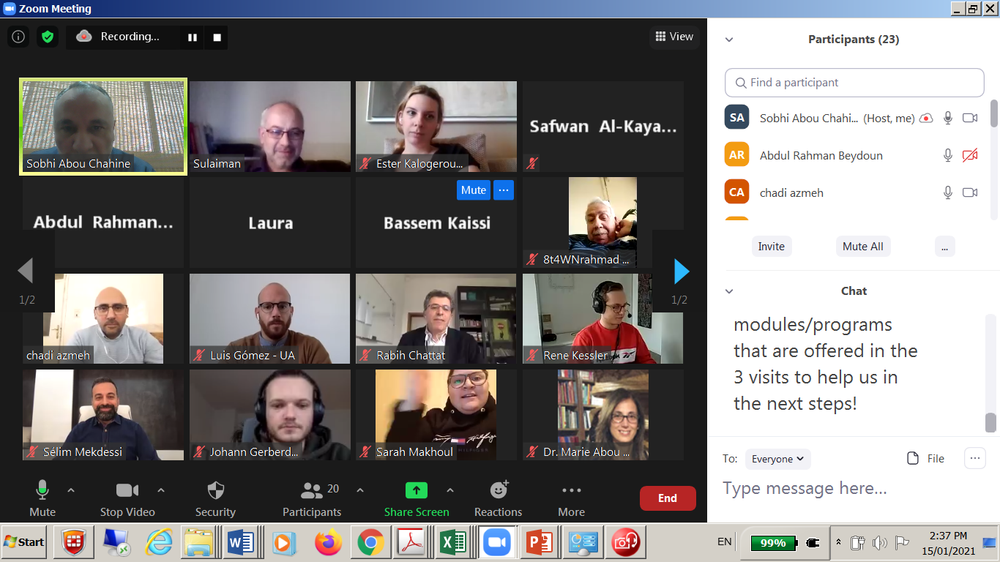 Zoom Meeting
Recording...
View
Sobhi Abou Chahine
Sulaiman
Ester Kalogerou...
Safwan Al-Kaya...
Abdul Rahman...
Laura
Mute ...
Bassem Kaissi
8t4WNrahmad ...
1/2
1/2
chadi azmeh
Luis Gómez - UA
Rabih Chattat
Rene Kessler
Sélim Mekdessi
Johann Gerberd...
Sarah Makhoul
Dr. Marie Abou ...
Mute
Stop Video
Security
Participants
20
Share Screen
Reactions
More
End
Participants (23)
Find a participant
SA Sobhi Abou Chahi... (Host, me)
AR Abdul Rahman Beydoun
CA chadi azmeh
Invite
Mute All
...
Chat
modules/programs
that are offered in the
3 visits to help us in
the next steps!
To: Everyone
File
...
Type message here...
Start
EN
99%
2:37 PM
15/01/2021